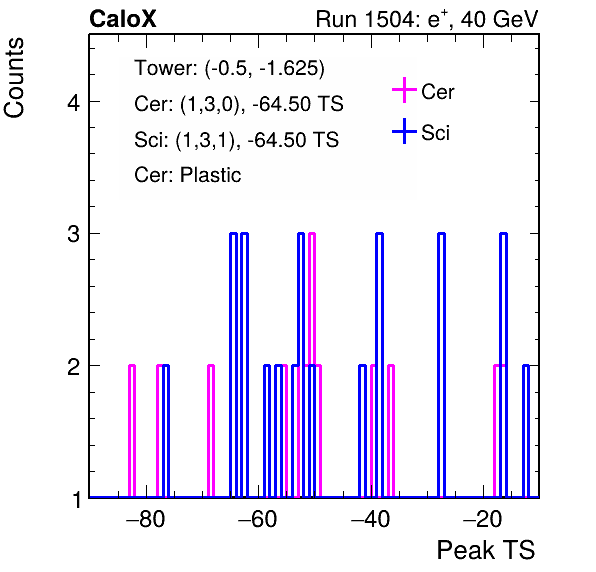 CaloX Run 1504: e⁺, 40 GeV
Counts
Tower: (-0.5, -1.625)
Cer: (1,3,0), -64.50 TS
Sci: (1,3,1), -64.50 TS
Cer: Plastic
Cer
Sci
4
3
2
1
−80 −60 −40 −20
Peak TS